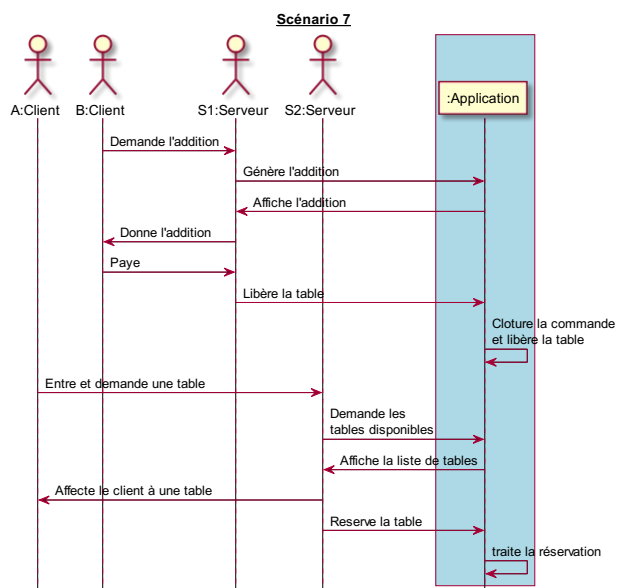 Scénario 7
A:Client
B:Client
S1:Serveur
S2:Serveur
:Application
Demande l'addition
Génère l'addition
Affiche l'addition
Donne l'addition
Paye
Libère la table
Cloture la commande
et libère la table
Entre et demande une table
Demande les
tables disponibles
Affiche la liste de tables
Affecte le client à une table
Reserve la table
traite la réservation